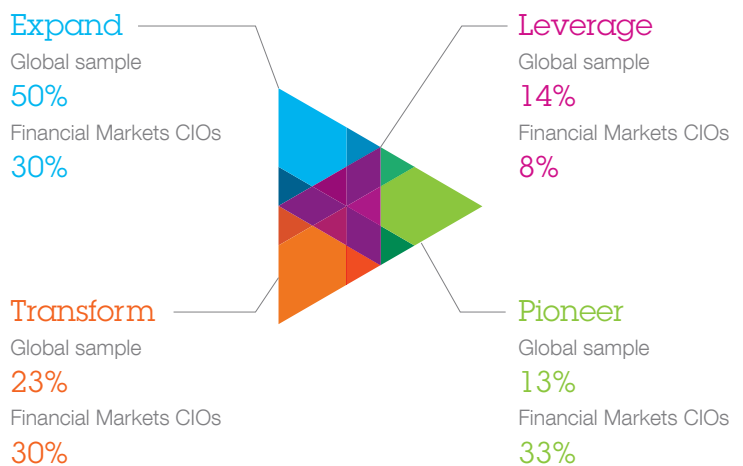 Expand
Global sample
50%
Financial Markets CIOs
30%
Leverage
Global sample
14%
Financial Markets CIOs
8%
Transform
Global sample
23%
Financial Markets CIOs
30%
Pioneer
Global sample
13%
Financial Markets CIOs
33%